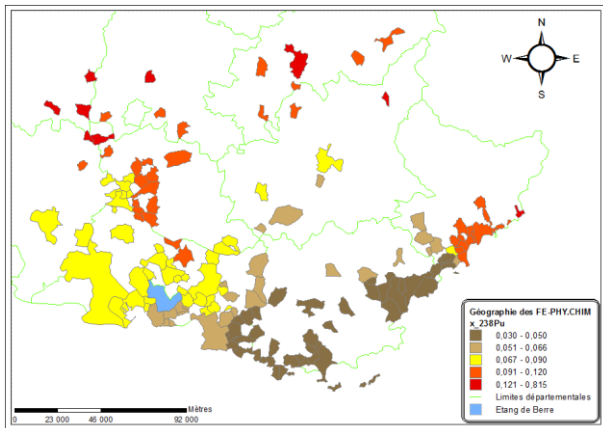 N
W E
S
Géographie des FE-PHY.CHIM
x_238Pu
0,030 - 0,050
0,051 - 0,066
0,067 - 0,090
0,091 - 0,120
0,121 - 0,815
Limites départementales
Etang de Berre
Mètres
0 23 000 46 000 92 000